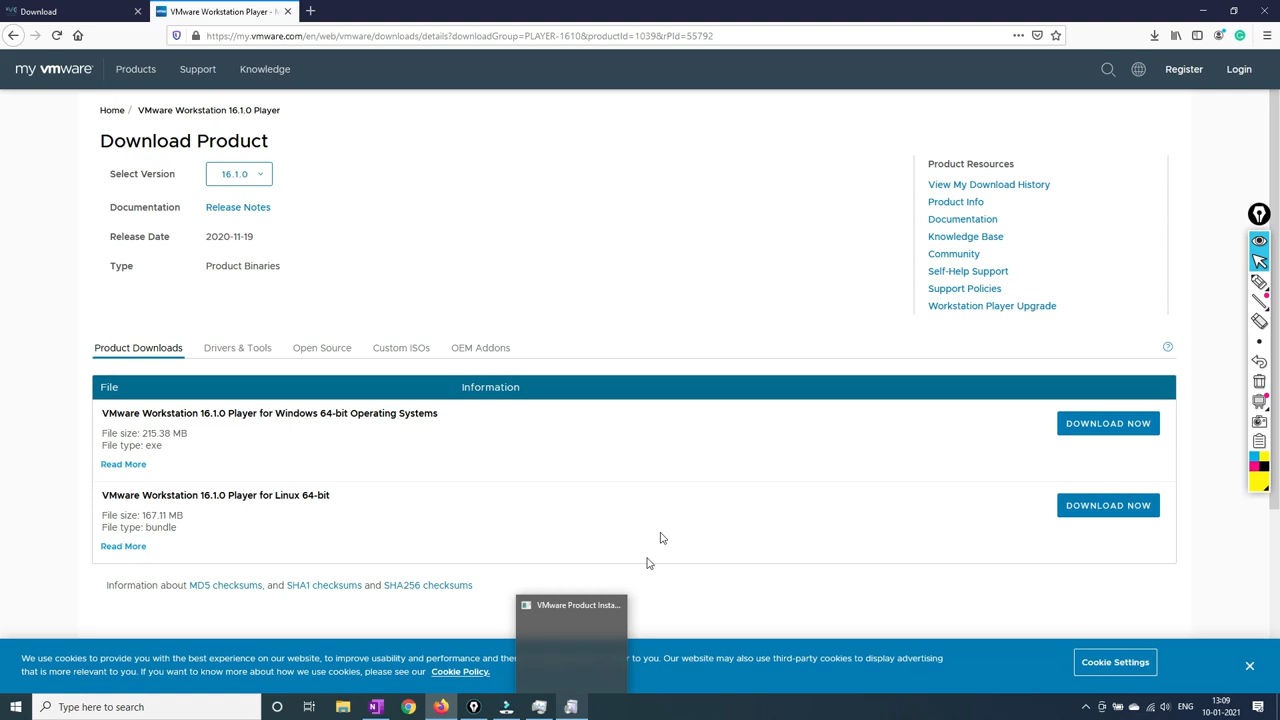 Download
VMware Workstation Player - M
https://my.vmware.com/en/web/vmware/downloads/details?downloadGroup=PLAYER-1610&productId=1039&rPId=55792
my vmware Products Support Knowledge Register Login
Home / VMware Workstation 16.1.0 Player
Download Product
Select Version 16.1.0
Documentation Release Notes
Release Date 2020-11-19
Type Product Binaries
Product Resources
View My Download History
Product Info
Documentation
Knowledge Base
Community
Self-Help Support
Support Policies
Workstation Player Upgrade
Product Downloads Drivers & Tools Open Source Custom ISOs OEM Addons
File Information
VMware Workstation 16.1.0 Player for Windows 64-bit Operating Systems
File size: 215.38 MB
File type: exe
Read More
DOWNLOAD NOW
VMware Workstation 16.1.0 Player for Linux 64-bit
File size: 167.11 MB
File type: bundle
Read More
DOWNLOAD NOW
Information about MD5 checksums, and SHA1 checksums and SHA256 checksums
VMware Product Insta...
We use cookies to provide you with the best experience on our website, to improve usability and performance and to you. Our website may also use third-party cookies to display advertising
that is more relevant to you. If you want to know more about how we use cookies, please see our Cookie Policy.
Cookie Settings
Type here to search
ENG
13:09
10-01-2021